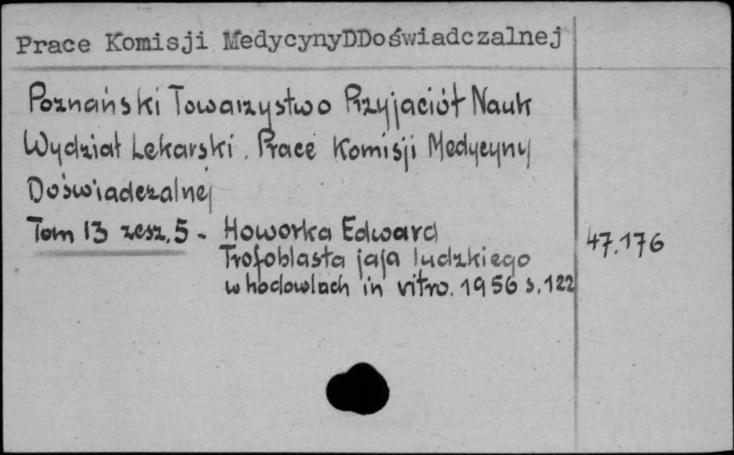 Prace Komisji MedycynyDDoświadczalnej
Poznański Towarzystwo Przyjaciół Nauk
Wydział Lekarski. Prace Komisji Medycyny
Doświadczalnej
Tom 13 zesz. 5 - Howorka Edward
Trofoblasta jaja ludzkiego
w hodowlach in vitro. 1956 s. 122
47.176